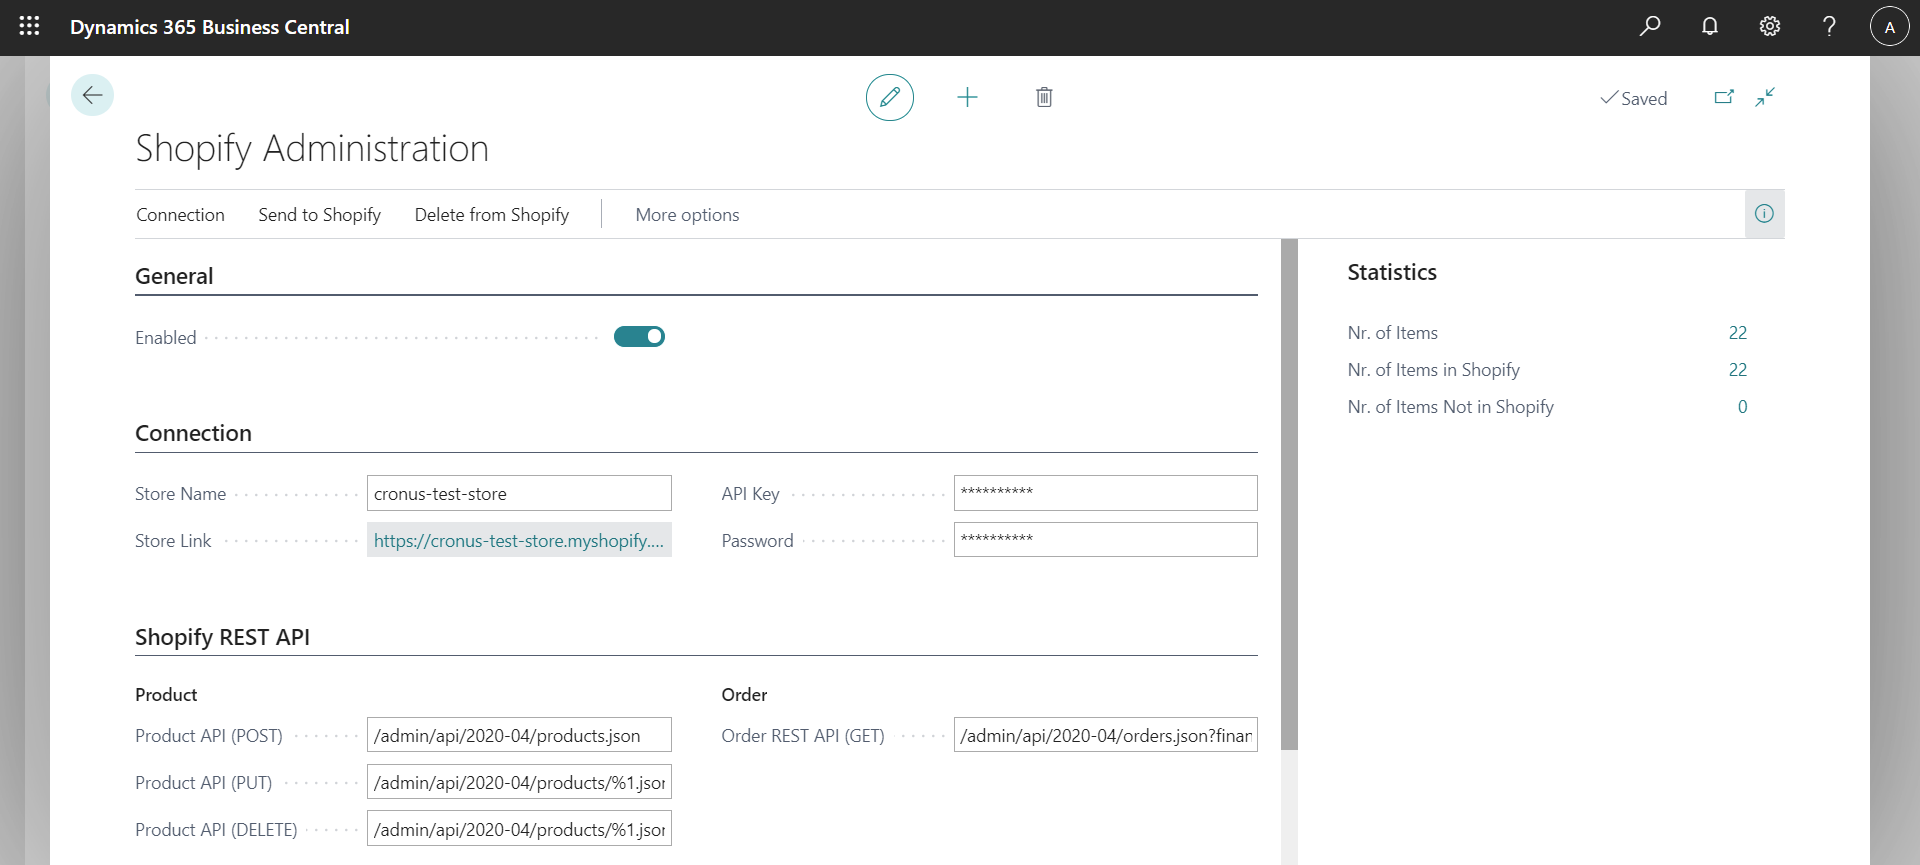 Dynamics 365 Business Central
A
Saved
Shopify Administration
Connection Send to Shopify Delete from Shopify More options
General
Enabled
Connection
Store Name cronus-test-store
API Key **********
Store Link https://cronus-test-store.myshopify....
Password **********
Shopify REST API
Product
Order
Product API (POST) /admin/api/2020-04/products.json
Order REST API (GET) /admin/api/2020-04/orders.json?finan
Product API (PUT) /admin/api/2020-04/products/%1.jsor
Product API (DELETE) /admin/api/2020-04/products/%1.jsor
Statistics
Nr. of Items 22
Nr. of Items in Shopify 22
Nr. of Items Not in Shopify 0